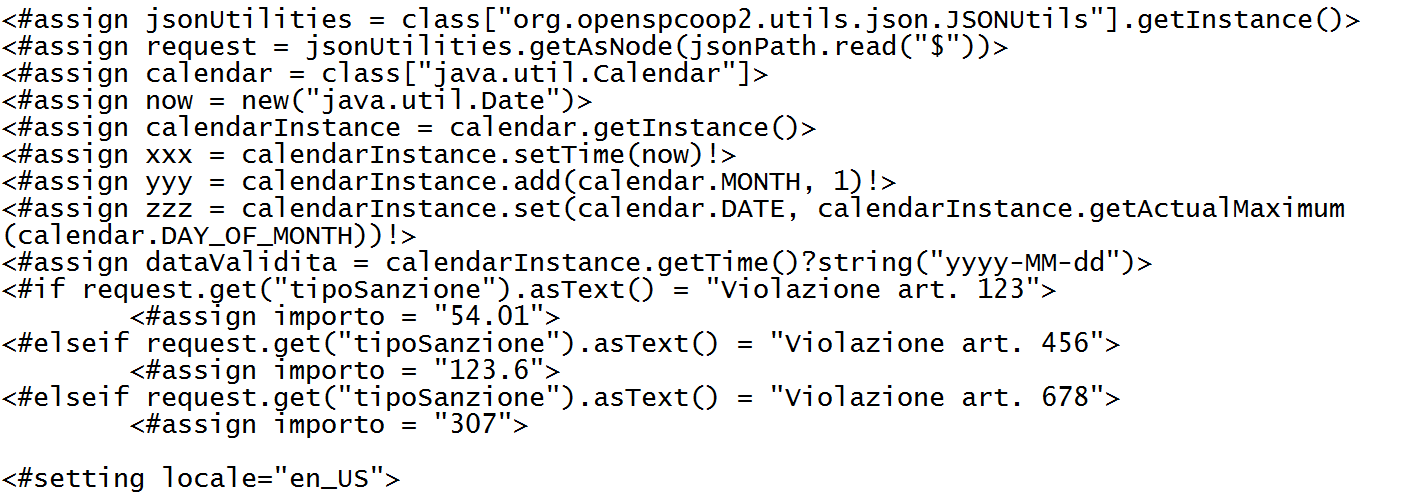 <#assign jsonUtilities = class["org.openspcoop2.utils.json.JSONUtils"].getInstance()>
<#assign request = jsonUtilities.getAsNode(jsonPath.read("$"))>
<#assign calendar = class["java.util.Calendar"]>
<#assign now = new("java.util.Date")>
<#assign calendarInstance = calendar.getInstance()>
<#assign xxx = calendarInstance.setTime(now)!>
<#assign yyy = calendarInstance.add(calendar.MONTH, 1)!>
<#assign zzz = calendarInstance.set(calendar.DATE, calendarInstance.getActualMaximum
(calendar.DAY_OF_MONTH))!>
<#assign dataValidita = calendarInstance.getTime()?string("yyyy-MM-dd")>
<#if request.get("tipoSanzione").asText() = "Violazione art. 123">
        <#assign importo = "54.01">
<#elseif request.get("tipoSanzione").asText() = "Violazione art. 456">
        <#assign importo = "123.6">
<#elseif request.get("tipoSanzione").asText() = "Violazione art. 678">
        <#assign importo = "307">
<#setting locale="en_US">